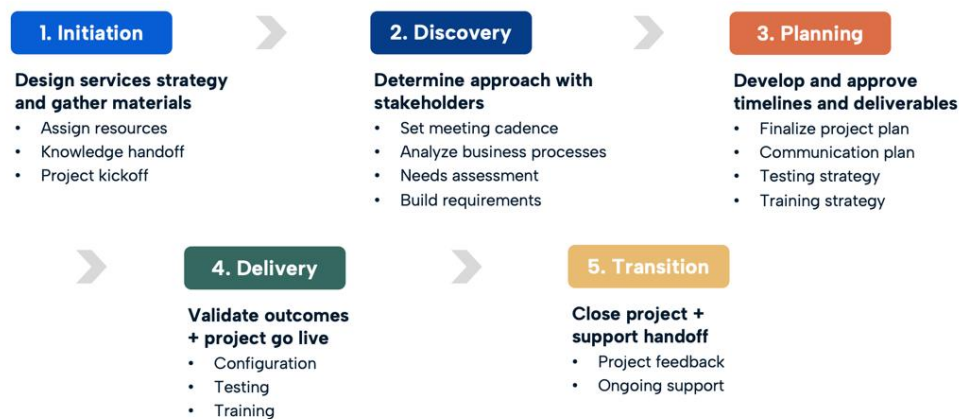 1. Initiation
Design services strategy
and gather materials
• Assign resources
• Knowledge handoff
• Project kickoff
2. Discovery
Determine approach with
stakeholders
• Set meeting cadence
• Analyze business processes
• Needs assessment
• Build requirements
3. Planning
Develop and approve
timelines and deliverables
• Finalize project plan
• Communication plan
• Testing strategy
• Training strategy
4. Delivery
Validate outcomes
+ project go live
• Configuration
• Testing
• Training
5. Transition
Close project +
support handoff
• Project feedback
• Ongoing support